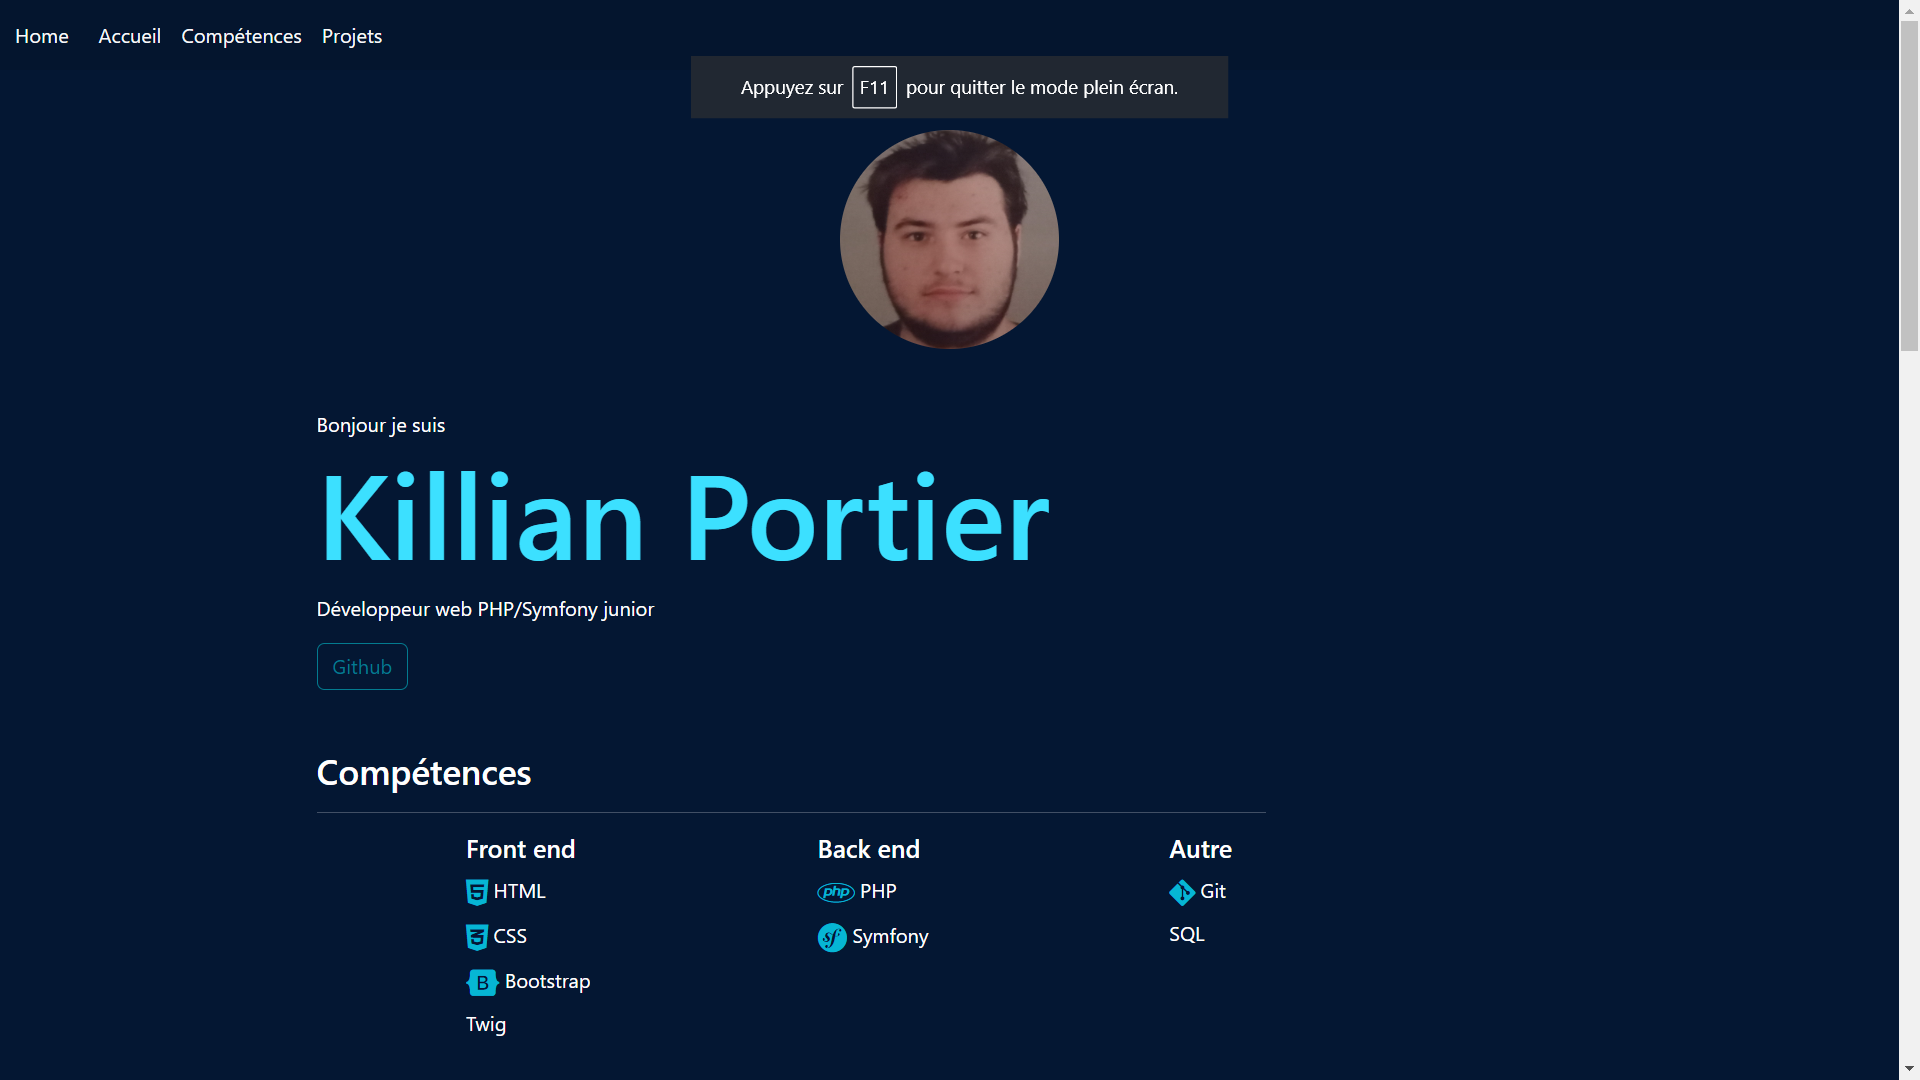 Home Accueil Compétences Projets
Appuyez sur F11 pour quitter le mode plein écran.
Bonjour je suis
Killian Portier
Développeur web PHP/Symfony junior
Github
Compétences
Front end Back end Autre
HTML php PHP Git
CSS sf Symfony SQL
B Bootstrap
Twig